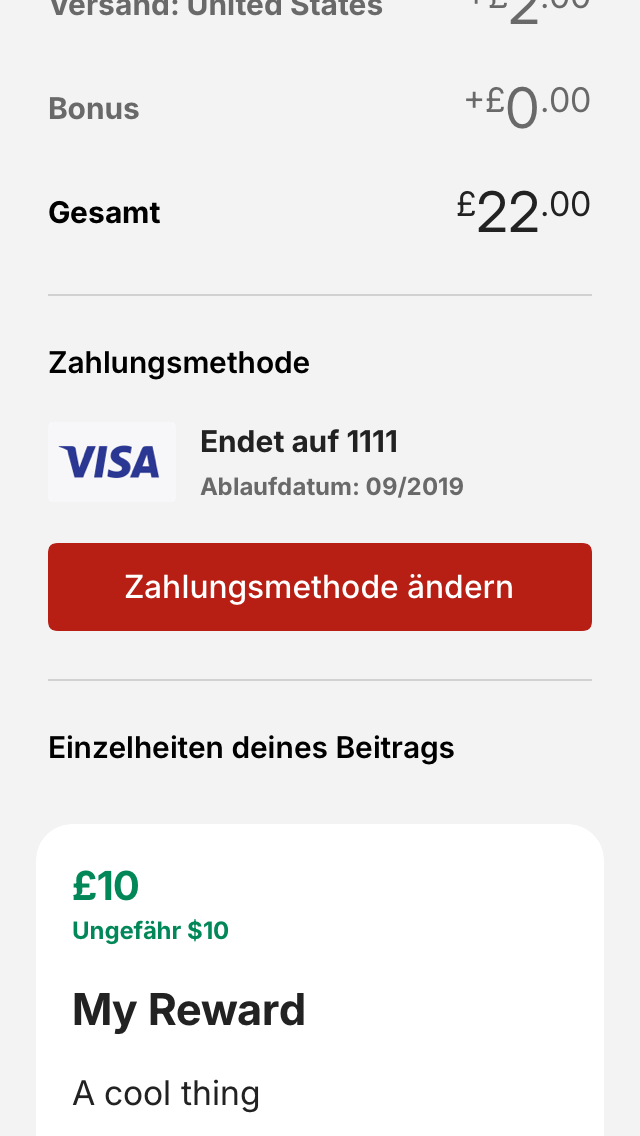 Versand: United States +£2.00
Bonus +£0.00
Gesamt £22.00
Zahlungsmethode
VISA
Endet auf 1111
Ablaufdatum: 09/2019
Zahlungsmethode ändern
Einzelheiten deines Beitrags
£10
Ungefähr $10
My Reward
A cool thing